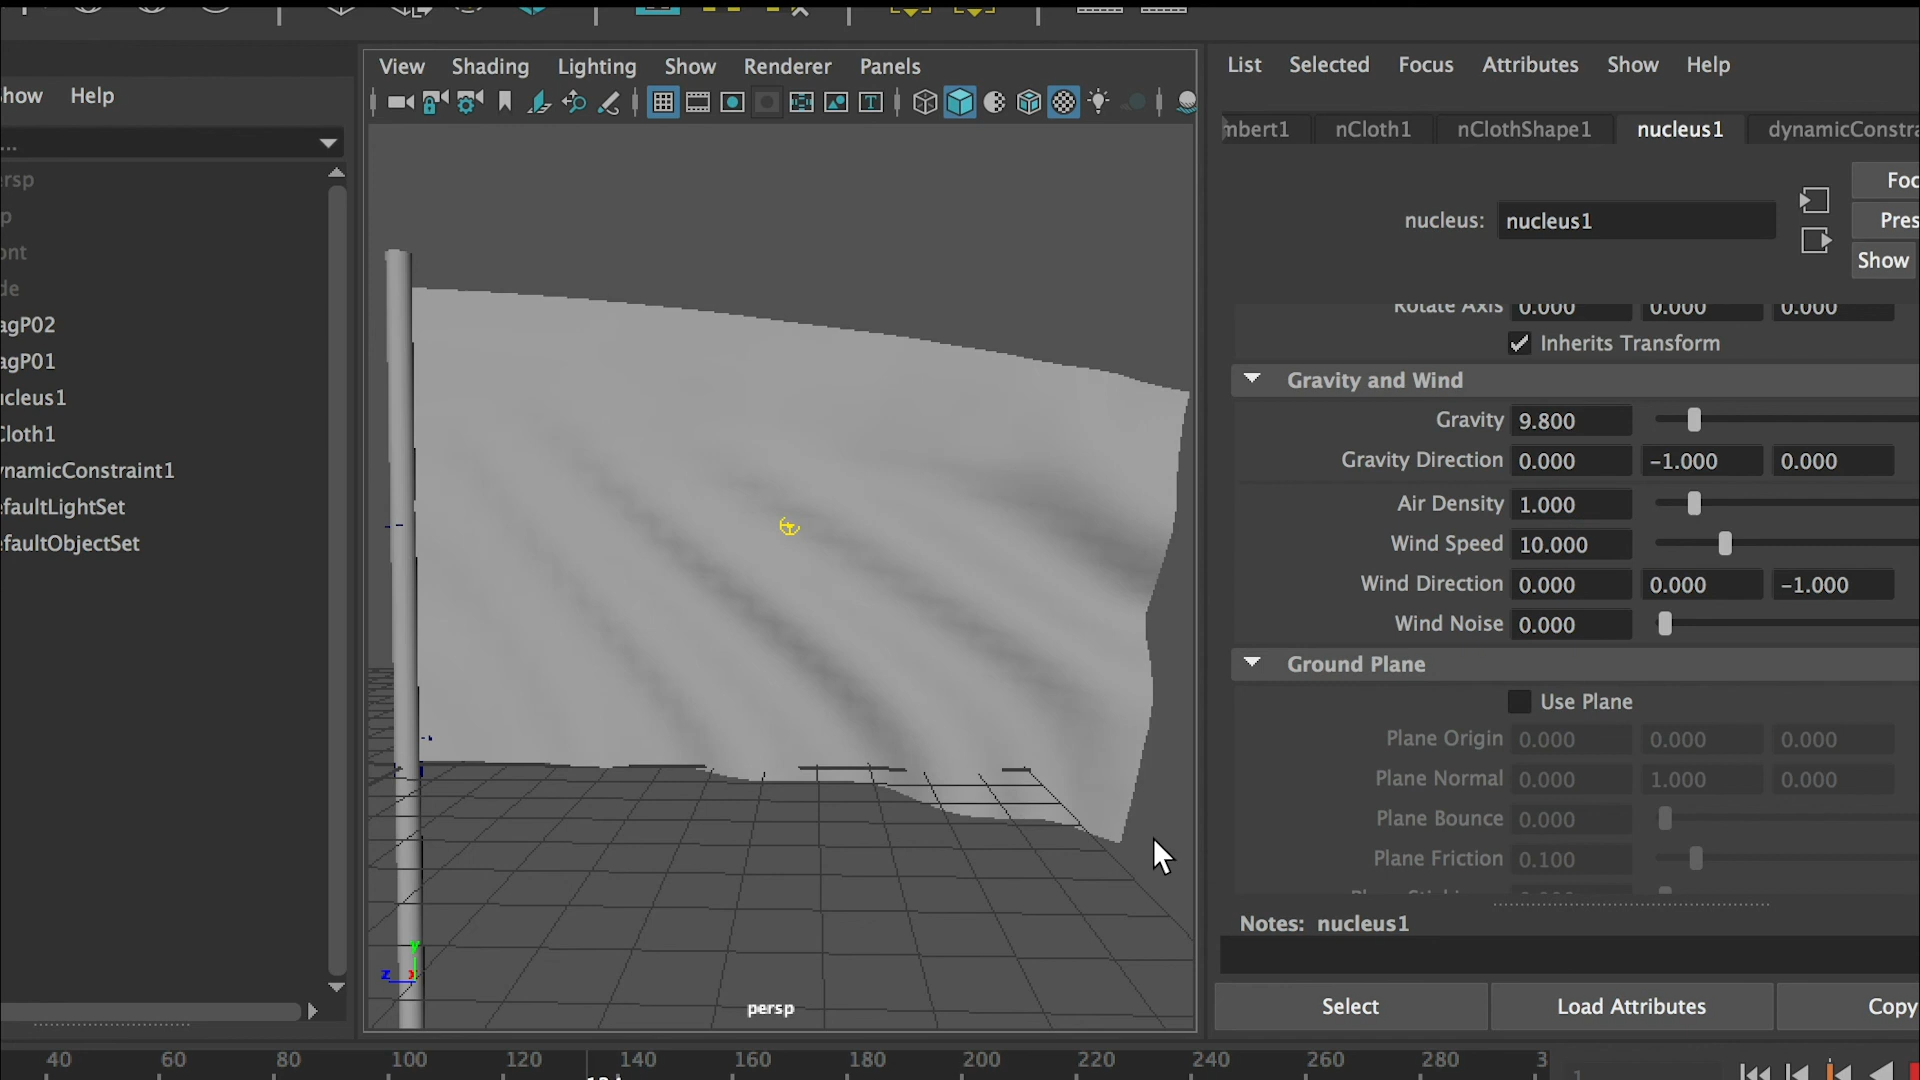 View Shading Lighting Show Renderer Panels
List Selected Focus Attributes Show Help
how Help
mbert1 nCloth1 nClothShape1 nucleus1 dynamicConstra
...
ersp
p
ont
de
agP02
agP01
ucleus1
Cloth1
ynamicConstraint1
efaultLightSet
efaultObjectSet
Foc
nucleus: nucleus1 Pres
Show
Rotate Axis 0.000 0.000 0.000
Inherits Transform
Gravity and Wind
Gravity 9.800
Gravity Direction 0.000 -1.000 0.000
Air Density 1.000
Wind Speed 10.000
Wind Direction 0.000 0.000 -1.000
Wind Noise 0.000
Ground Plane
Use Plane
Plane Origin 0.000 0.000 0.000
Plane Normal 0.000 1.000 0.000
Plane Bounce 0.000
Plane Friction 0.100
Notes: nucleus1
y
z x
persp
Select Load Attributes Copy
40 60 80 100 120 140 160 180 200 220 240 260 280 3
1